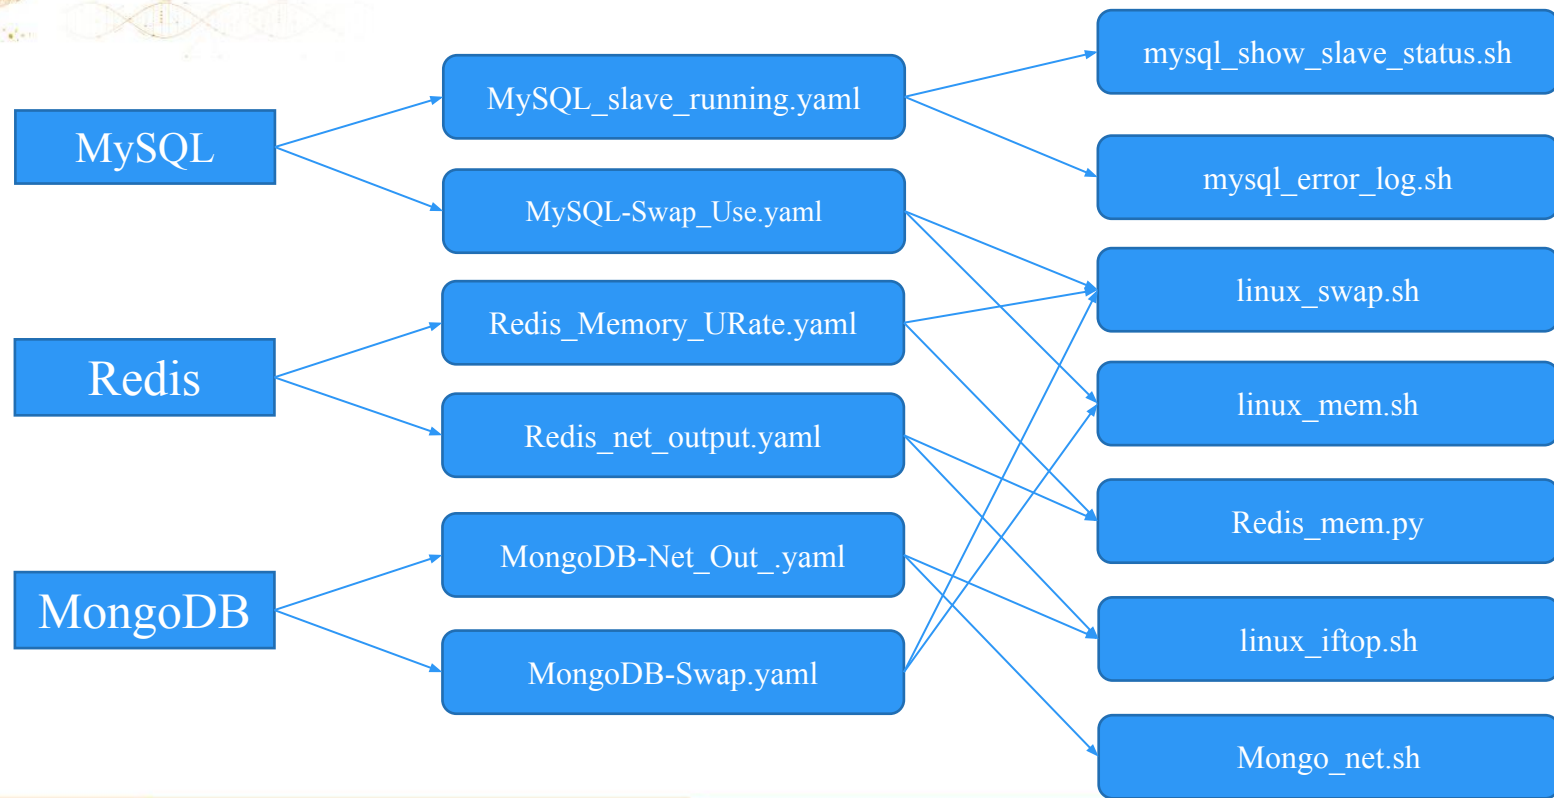 MySQL
Redis
MongoDB
MySQL_slave_running.yaml
MySQL-Swap_Use.yaml
Redis_Memory_URate.yaml
Redis_net_output.yaml
MongoDB-Net_Out_.yaml
MongoDB-Swap.yaml
mysql_show_slave_status.sh
mysql_error_log.sh
linux_swap.sh
linux_mem.sh
Redis_mem.py
linux_iftop.sh
Mongo_net.sh